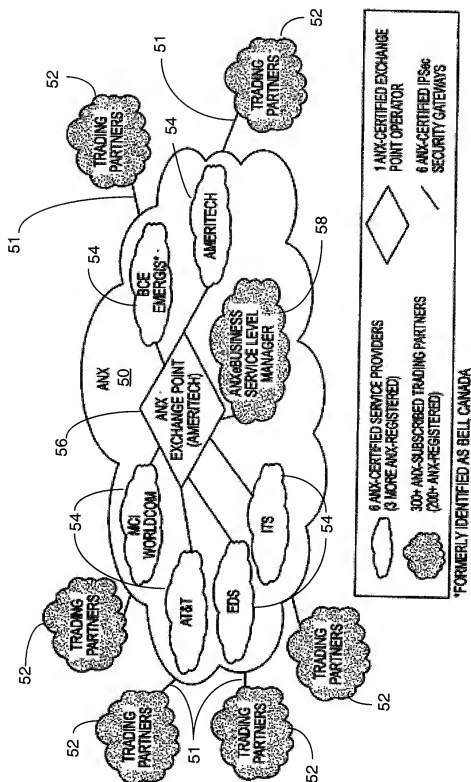 52
TRADING
PARTNERS
51
52
TRADING
PARTNERS
51
54
BCE
EMERGIS*
54
AMERITECH
ANX
50
56
ANX
EXCHANGE POINT
(AMERITECH)
58
ANXeBUSINESS
SERVICE LEVEL
MANAGER
MCI
WORLDCOM
54
AT&T
EDS
ITS
54
52
TRADING
PARTNERS
52
TRADING
PARTNERS
51
TRADING
PARTNERS
52
TRADING
PARTNERS
52
6 ANX-CERTIFIED SERVICE PROVIDERS
(3 MORE ANX-REGISTERED)
300+ ANX-SUBSCRIBED TRADING PARTNERS
(200+ ANX-REGISTERED)
1 ANX-CERTIFIED EXCHANGE
POINT OPERATOR
6 ANX-CERTIFIED IPSec
SECURITY GATEWAYS
*FORMERLY IDENTIFIED AS BELL CANADA